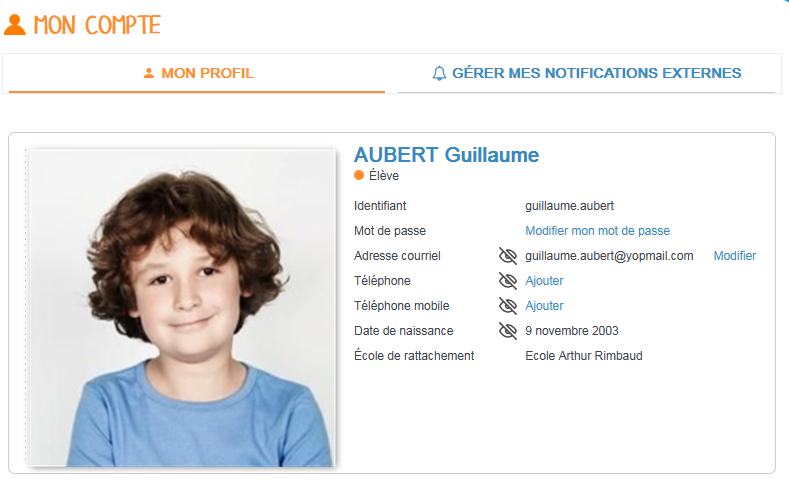 MON COMPTE
MON PROFIL
GÉRER MES NOTIFICATIONS EXTERNES
AUBERT Guillaume
Élève
Identifiant guillaume.aubert
Mot de passe Modifier mon mot de passe
Adresse courriel guillaume.aubert@yopmail.com Modifier
Téléphone Ajouter
Téléphone mobile Ajouter
Date de naissance 9 novembre 2003
École de rattachement Ecole Arthur Rimbaud